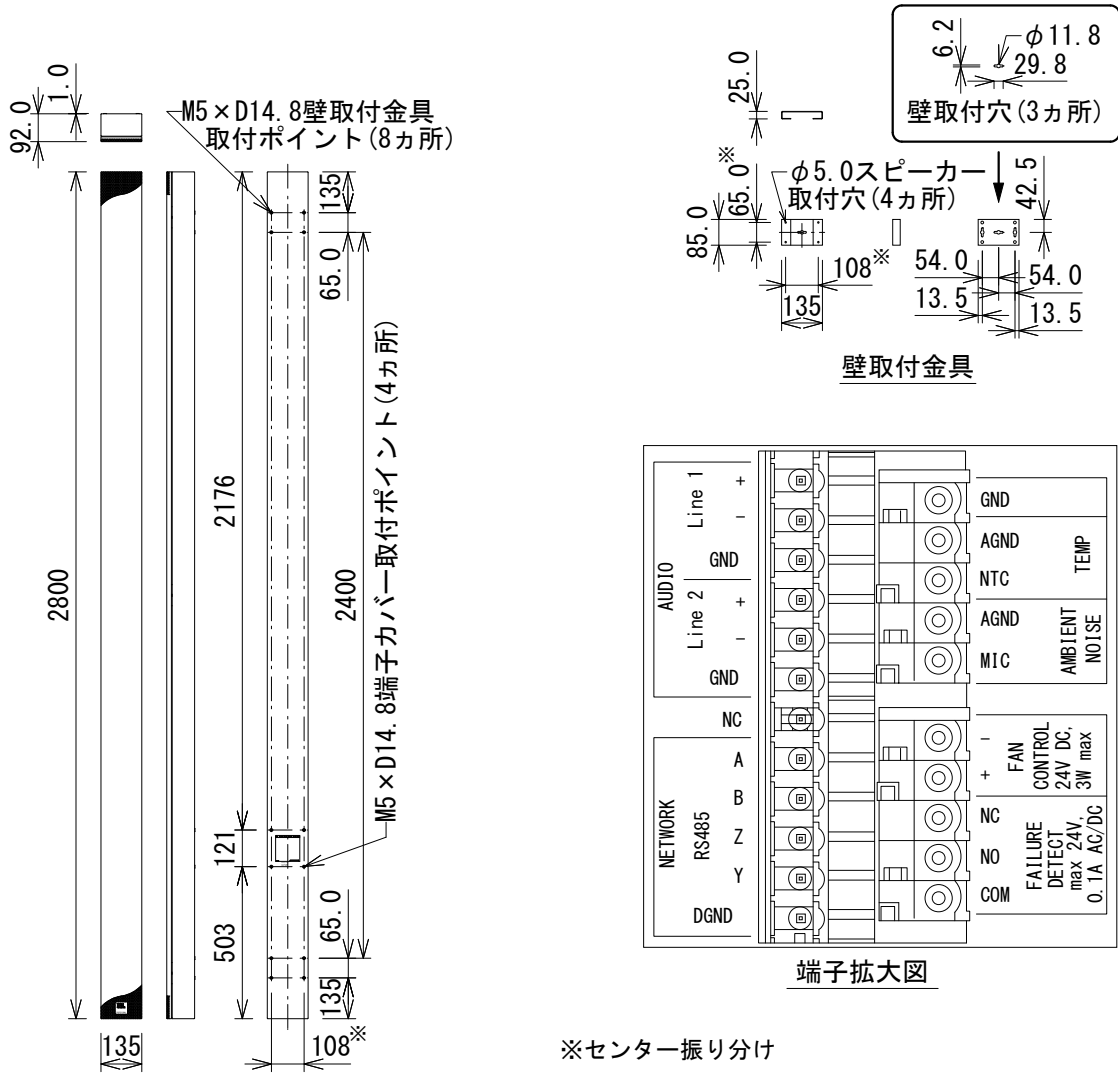 92.0
1.0
M5×D14.8壁取付金具
取付ポイント(8ヵ所)
2800
135
2176
121
503
135
65.0
2400
M5×D14.8端子カバー取付ポイント(4ヵ所)
65.0
135
108※
6.2
φ11.8
29.8
壁取付穴(3ヵ所)
25.0
65.0※
85.0
φ5.0スピーカー
取付穴(4ヵ所)
108※
135
42.5
54.0
54.0
13.5
13.5
壁取付金具
AUDIO
Line 1
+
-
GND
Line 2
+
-
GND
NC
NETWORK
RS485
A
B
Z
Y
DGND
GND
AGND
NTC
TEMP
AGND
MIC
AMBIENT
NOISE
-
+
FAN
CONTROL
24V DC,
3W max
NC
NO
COM
FAILURE
DETECT
max 24V,
0.1A AC/DC
端子拡大図
※センター振り分け